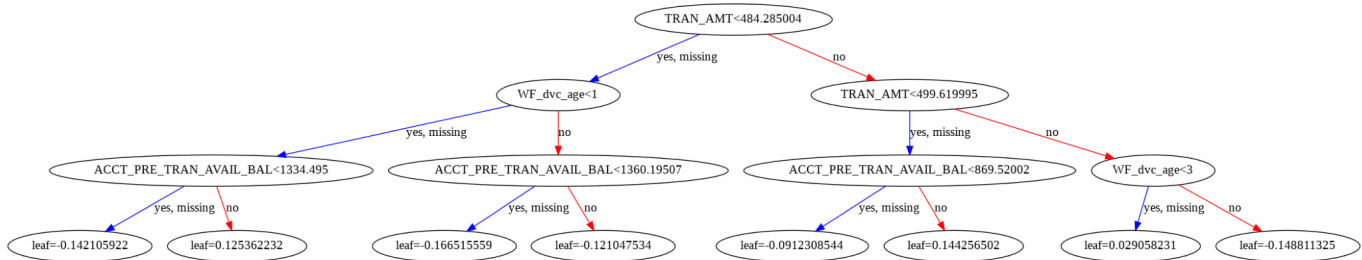 TRAN_AMT<484.285004
yes, missing
no
WF_dvc_age<1
TRAN_AMT<499.619995
yes, missing
no
yes, missing
no
ACCT_PRE_TRAN_AVAIL_BAL<1334.495
ACCT_PRE_TRAN_AVAIL_BAL<1360.19507
ACCT_PRE_TRAN_AVAIL_BAL<869.52002
WF_dvc_age<3
yes, missing
no
yes, missing
no
yes, missing
no
yes, missing
no
leaf=-0.142105922
leaf=0.125362232
leaf=-0.166515559
leaf=-0.121047534
leaf=-0.0912308544
leaf=0.144256502
leaf=0.029058231
leaf=-0.148811325